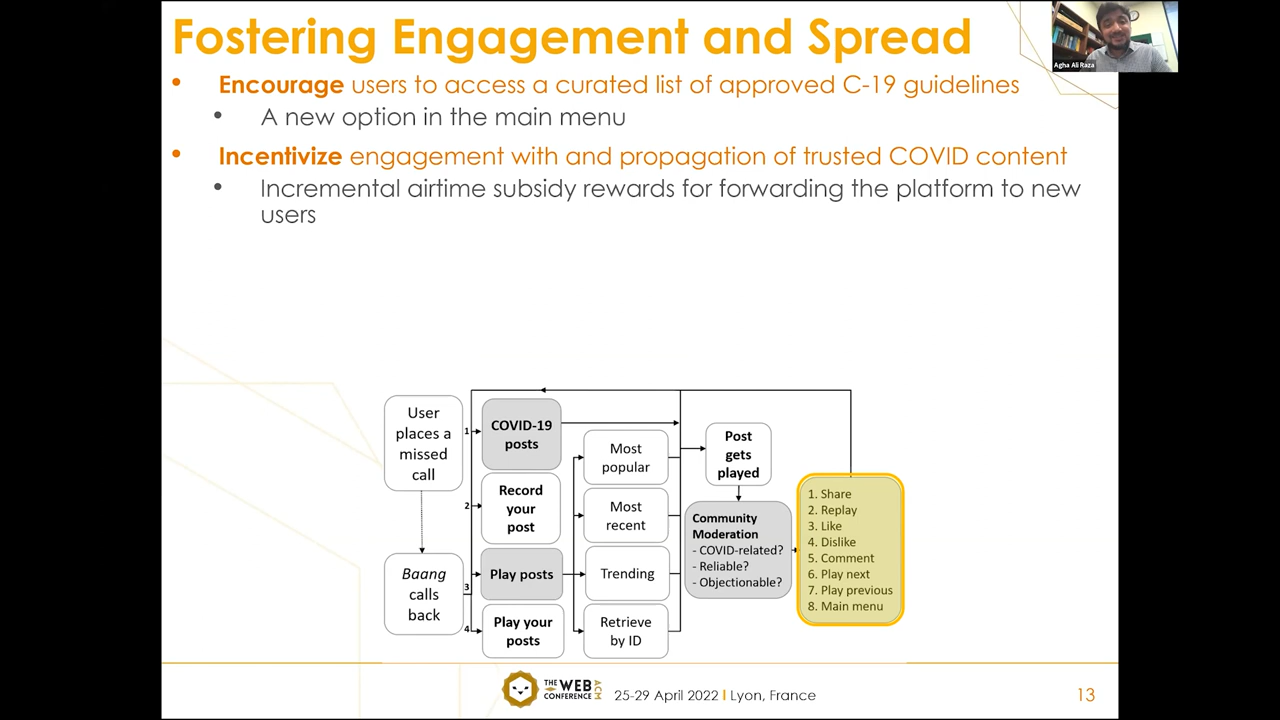 Fostering Engagement and Spread
Agha Ali Raza
• Encourage users to access a curated list of approved C-19 guidelines
• A new option in the main menu
• Incentivize engagement with and propagation of trusted COVID content
• Incremental airtime subsidy rewards for forwarding the platform to new
users
User
places a
missed
call
Baang
calls
back
1
2
3
4
COVID-19
posts
Record
your
post
Play posts
Play your
posts
Most
popular
Most
recent
Trending
Retrieve
by ID
Post
gets
played
Community
Moderation
- COVID-related?
- Reliable?
- Objectionable?
1. Share
2. Replay
3. Like
4. Dislike
5. Comment
6. Play next
7. Play previous
8. Main menu
THE WEB
CONFERENCE
ACM
25-29 April 2022 I Lyon, France
13